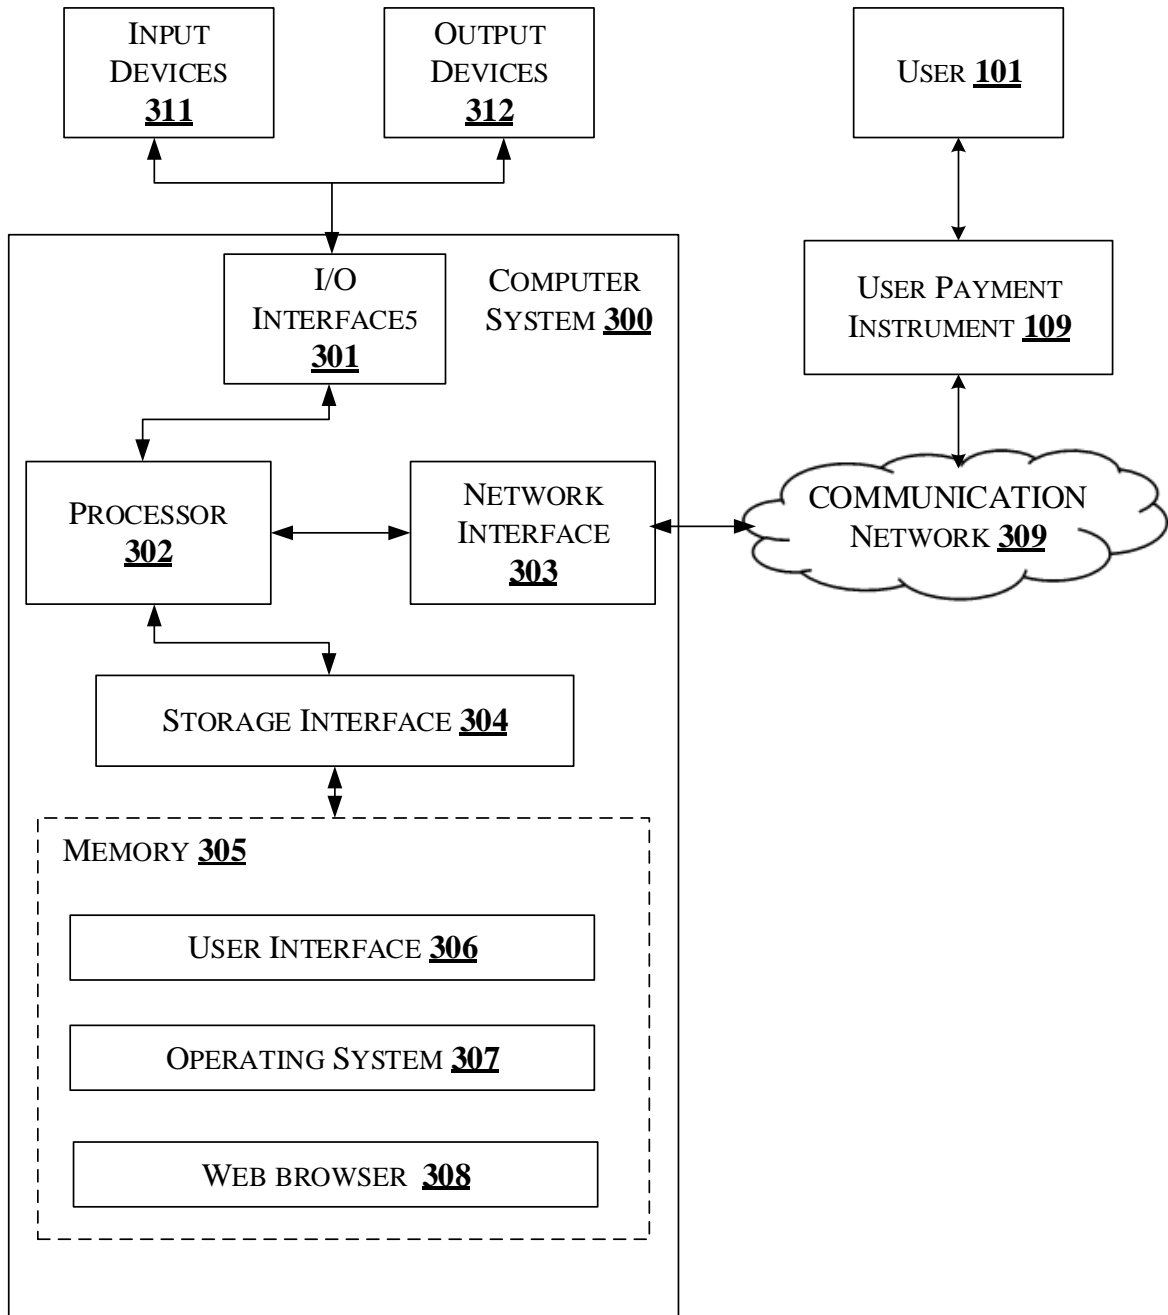 INPUT
DEVICES
311
OUTPUT
DEVICES
312
USER 101
I/O
INTERFACE5
301
COMPUTER
SYSTEM 300
USER PAYMENT
INSTRUMENT 109
PROCESSOR
302
NETWORK
INTERFACE
303
COMMUNICATION
NETWORK 309
STORAGE INTERFACE 304
MEMORY 305
USER INTERFACE 306
OPERATING SYSTEM 307
WEB BROWSER 308